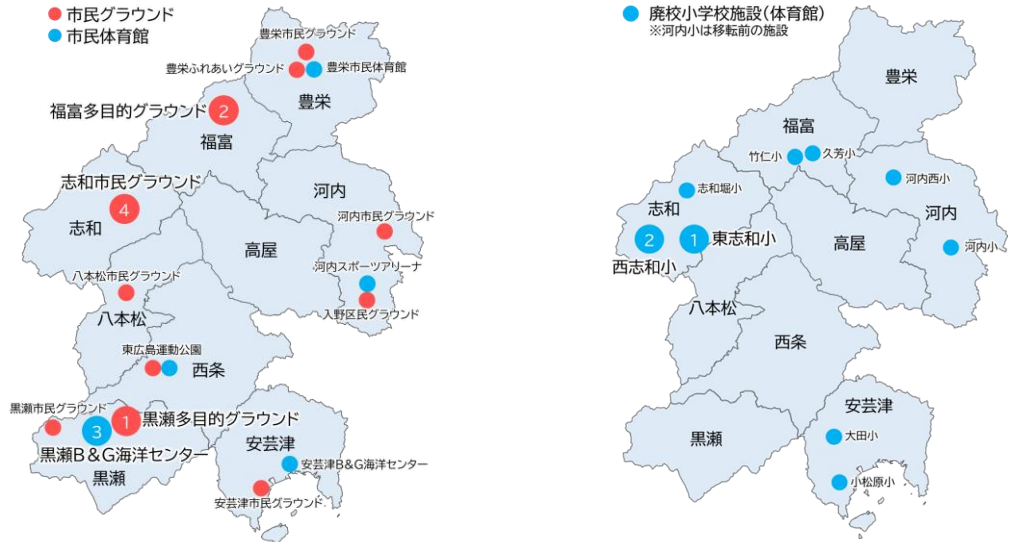 市民グラウンド
市民体育館
豊栄市民グラウンド
豊栄ふれあいグラウンド
豊栄市民体育館
豊栄
福富多目的グラウンド
2
福富
志和市民グラウンド
4
志和
河内
河内市民グラウンド
高屋
河内スポーツアリーナ
入野区民グラウンド
八本松市民グラウンド
八本松
東広島運動公園
西条
黒瀬市民グラウンド
1
黒瀬多目的グラウンド
3
黒瀬B&G海洋センター
黒瀬
安芸津
安芸津B&G海洋センター
安芸津市民グラウンド
廃校小学校施設(体育館)
※河内小は移転前の施設
豊栄
福富
竹仁小
久芳小
志和堀小
河内西小
志和
河内
2
西志和小
1
東志和小
高屋
河内小
八本松
西条
安芸津
黒瀬
大田小
小松原小